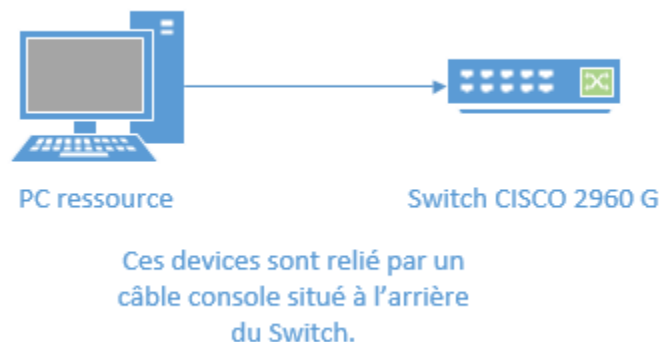 PC ressource
Switch CISCO 2960 G
Ces devices sont relié par un
câble console situé à l’arrière
du Switch.